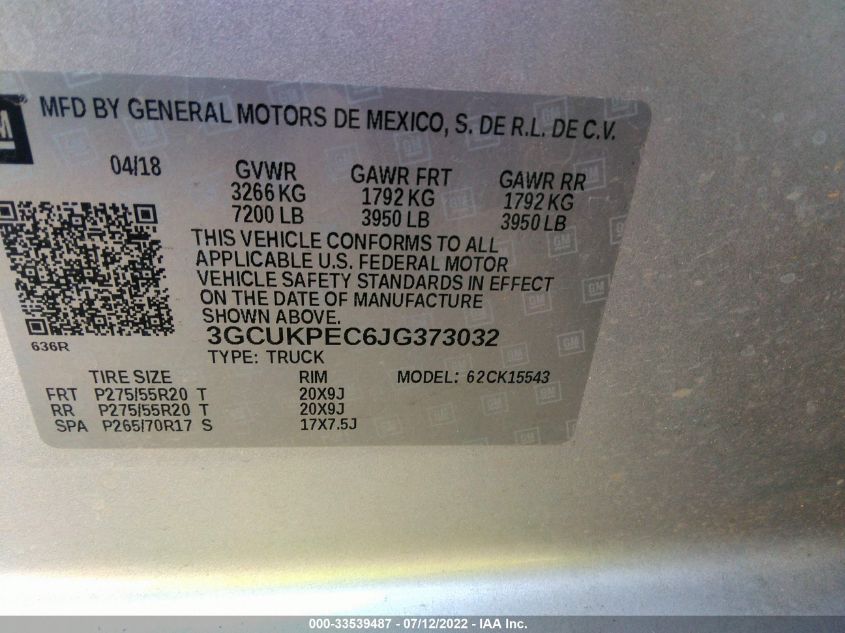 GM
MFD BY GENERAL MOTORS DE MEXICO, S. DE R.L. DE C.V.
04/18 GVWR GAWR FRT GAWR RR
3266 KG 1792 KG 1792 KG
7200 LB 3950 LB 3950 LB
THIS VEHICLE CONFORMS TO ALL
APPLICABLE U.S. FEDERAL MOTOR
VEHICLE SAFETY STANDARDS IN EFFECT
ON THE DATE OF MANUFACTURE
SHOWN ABOVE.
636R
3GCUKPEC6JG373032
TYPE: TRUCK
TIRE SIZE RIM MODEL: 62CK15543
FRT P275/55R20 T 20X9J
RR P275/55R20 T 20X9J
SPA P265/70R17 S 17X7.5J
000-33539487 - 07/12/2022 - IAA Inc.